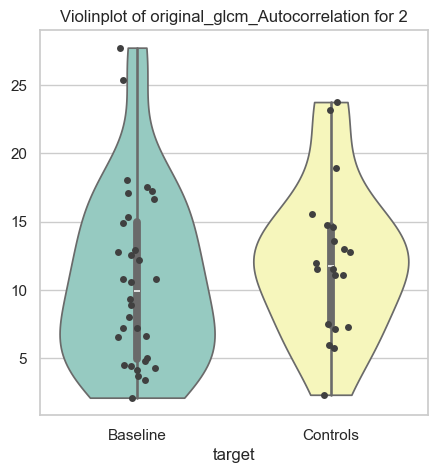 Violinplot of original_glcm_Autocorrelation for 2
25
20
15
10
5
Baseline
Controls
target